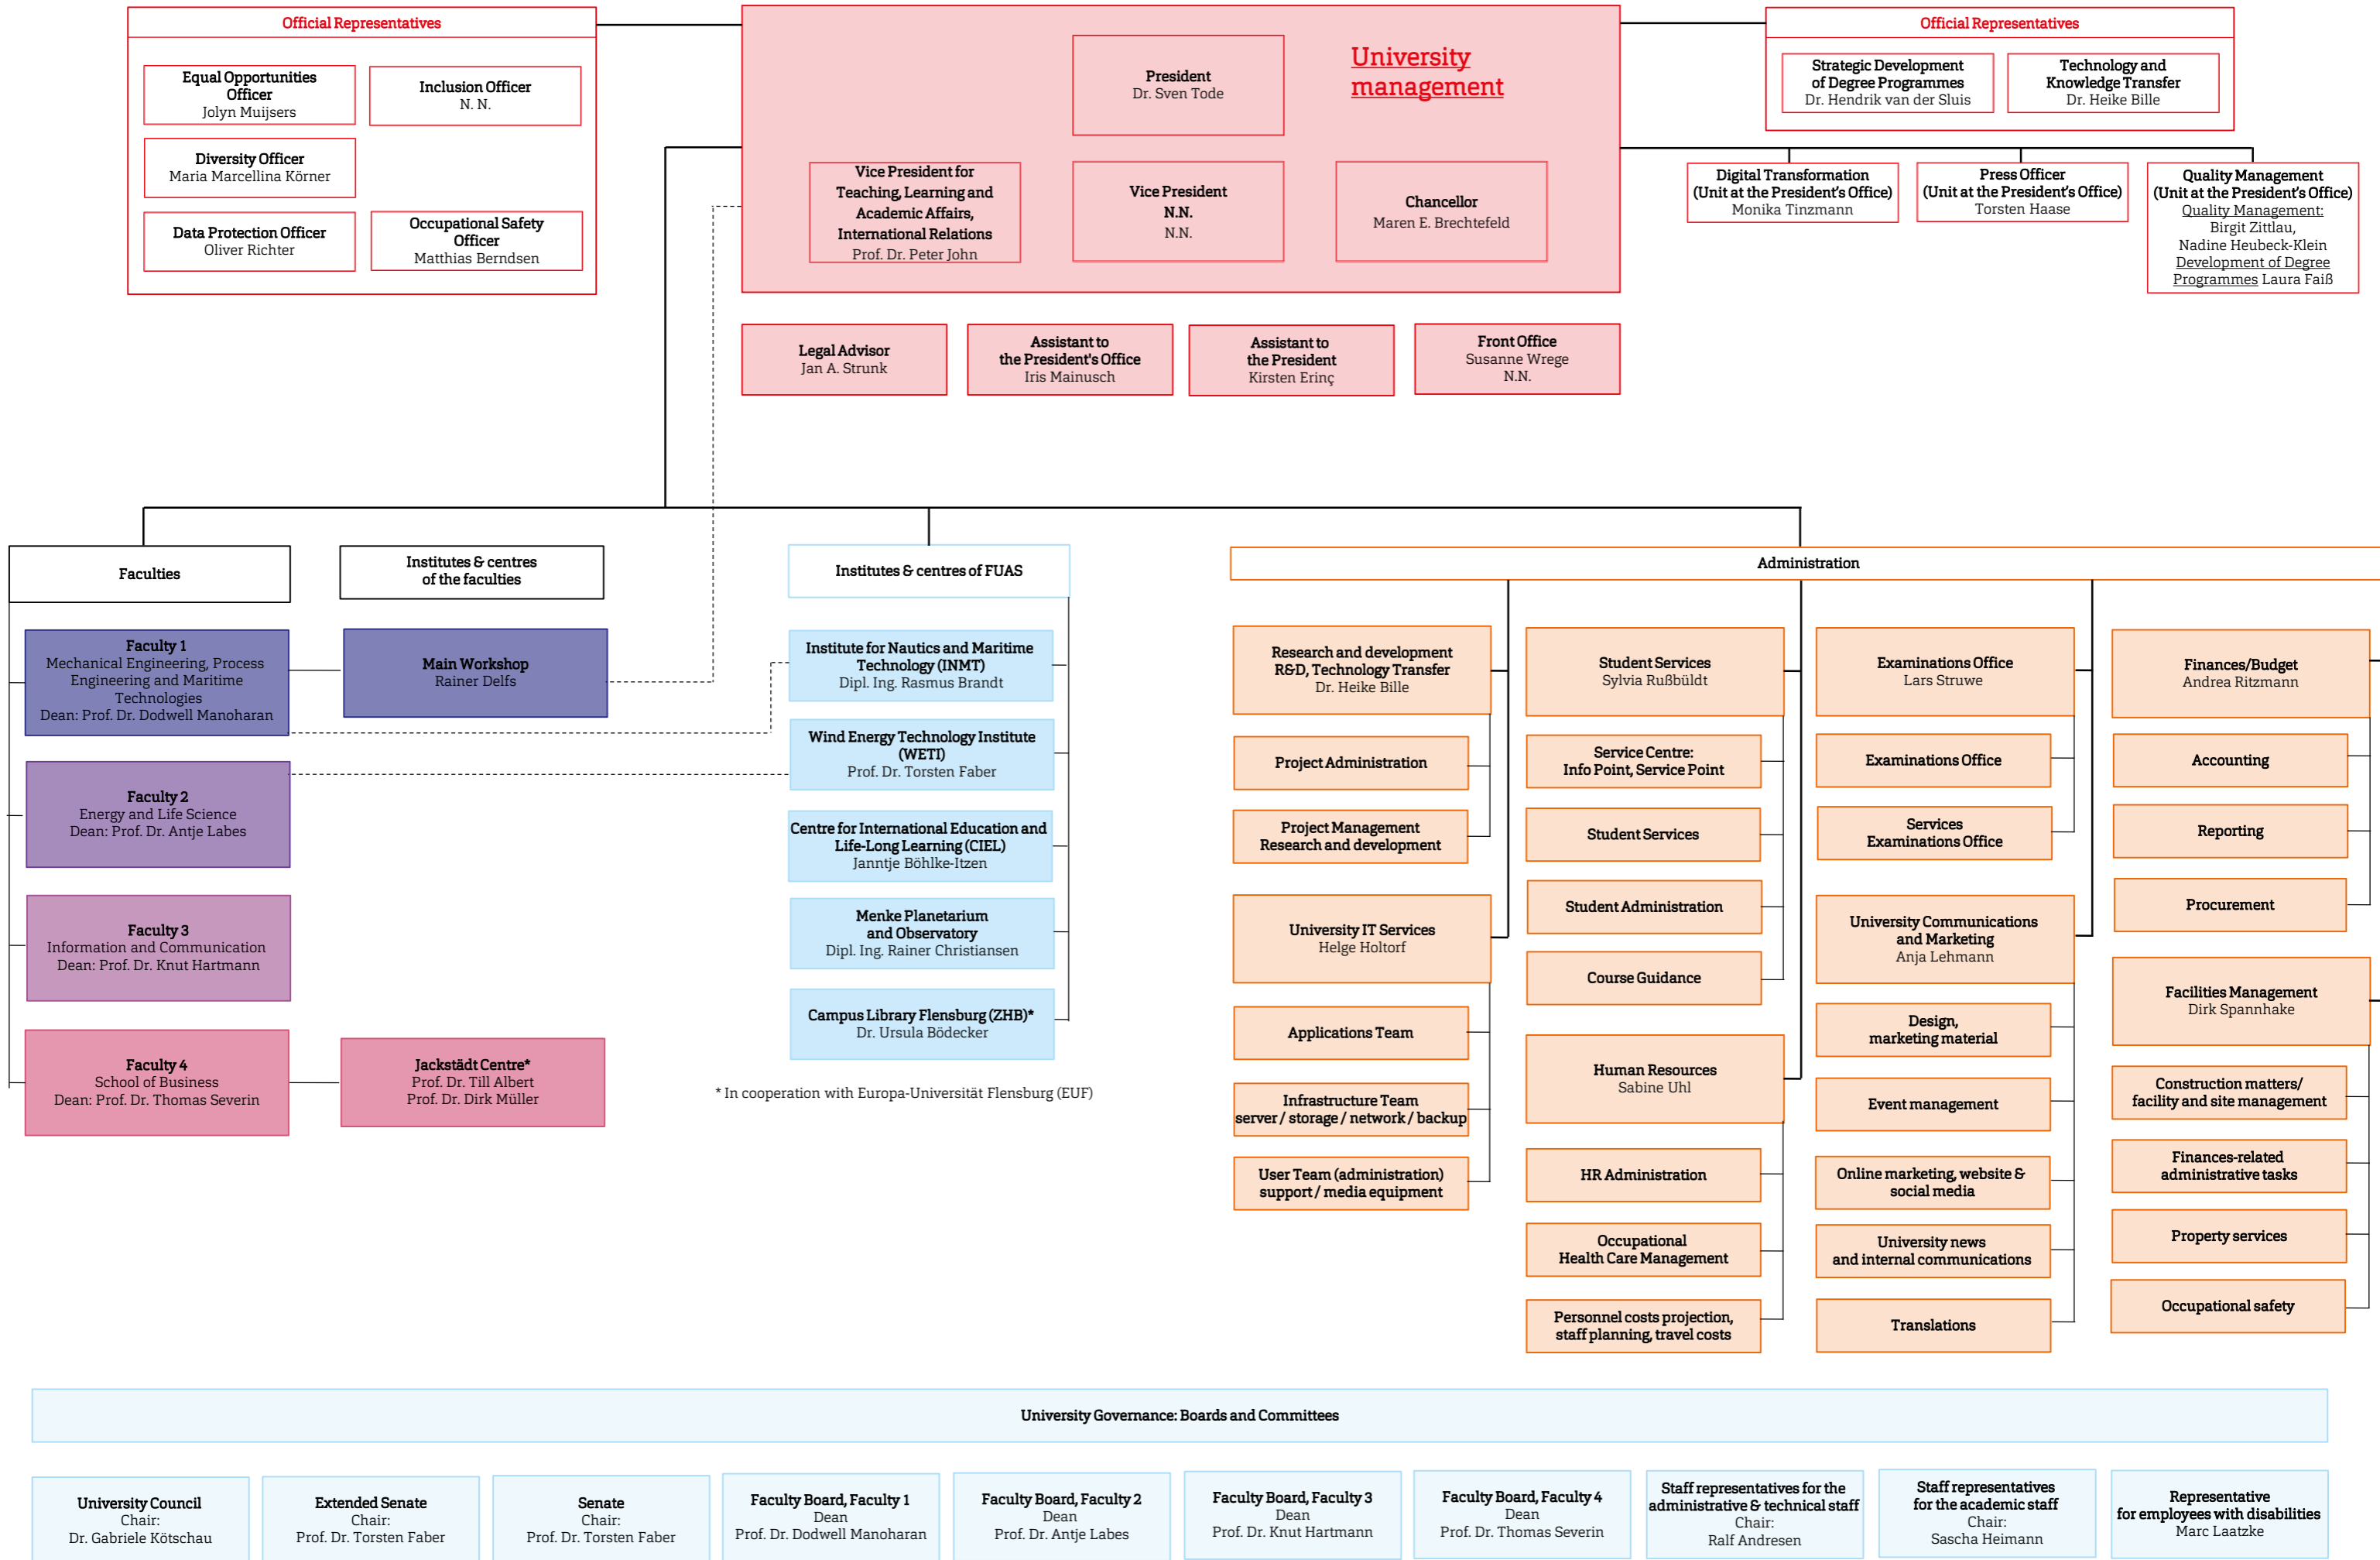 Official Representatives
Equal Opportunities
Officer
Jolyn Muijsers
Inclusion Officer
N. N.
Diversity Officer
Maria Marcellina Körner
Data Protection Officer
Oliver Richter
Occupational Safety
Officer
Matthias Berndsen
University
management
President
Dr. Sven Tode
Vice President for
Teaching, Learning and
Academic Affairs,
International Relations
Prof. Dr. Peter John
Vice President
N.N.
N.N.
Chancellor
Maren E. Brechtefeld
Official Representatives
Strategic Development
of Degree Programmes
Dr. Hendrik van der Sluis
Technology and
Knowledge Transfer
Dr. Heike Bille
Digital Transformation
(Unit at the President's Office)
Monika Tinzmann
Press Officer
(Unit at the President's Office)
Torsten Haase
Quality Management
(Unit at the President's Office)
Quality Management:
Birgit Zittlau,
Nadine Heubeck-Klein
Development of Degree
Programmes Laura Faiß
Legal Advisor
Jan A. Strunk
Assistant to
the President's Office
Iris Mainusch
Assistant to
the President
Kirsten Erinç
Front Office
Susanne Wrege
N.N.
Faculties
Institutes & centres
of the faculties
Institutes & centres of FUAS
Administration
Faculty 1
Mechanical Engineering, Process
Engineering and Maritime
Technologies
Dean: Prof. Dr. Dodwell Manoharan
Main Workshop
Rainer Delfs
Faculty 2
Energy and Life Science
Dean: Prof. Dr. Antje Labes
Faculty 3
Information and Communication
Dean: Prof. Dr. Knut Hartmann
Faculty 4
School of Business
Dean: Prof. Dr. Thomas Severin
Jackstädt Centre*
Prof. Dr. Till Albert
Prof. Dr. Dirk Müller
Institute for Nautics and Maritime
Technology (INMT)
Dipl. Ing. Rasmus Brandt
Wind Energy Technology Institute
(WETI)
Prof. Dr. Torsten Faber
Centre for International Education and
Life-Long Learning (CIEL)
Janntje Böhlke-Itzen
Menke Planetarium
and Observatory
Dipl. Ing. Rainer Christiansen
Campus Library Flensburg (ZHB)*
Dr. Ursula Bödecker
* In cooperation with Europa-Universität Flensburg (EUF)
Research and development
R&D, Technology Transfer
Dr. Heike Bille
Project Administration
Project Management
Research and development
University IT Services
Helge Holtorf
Applications Team
Infrastructure Team
server / storage / network / backup
User Team (administration)
support / media equipment
Student Services
Sylvia Rußbüldt
Service Centre:
Info Point, Service Point
Student Services
Student Administration
Course Guidance
Human Resources
Sabine Uhl
HR Administration
Occupational
Health Care Management
Personnel costs projection,
staff planning, travel costs
Examinations Office
Lars Struwe
Examinations Office
Services
Examinations Office
University Communications
and Marketing
Anja Lehmann
Design,
marketing material
Event management
Online marketing, website &
social media
University news
and internal communications
Translations
Finances/Budget
Andrea Ritzmann
Accounting
Reporting
Procurement
Facilities Management
Dirk Spannhake
Construction matters/
facility and site management
Finances-related
administrative tasks
Property services
Occupational safety
University Governance: Boards and Committees
University Council
Chair:
Dr. Gabriele Kötschau
Extended Senate
Chair:
Prof. Dr. Torsten Faber
Senate
Chair:
Prof. Dr. Torsten Faber
Faculty Board, Faculty 1
Dean
Prof. Dr. Dodwell Manoharan
Faculty Board, Faculty 2
Dean
Prof. Dr. Antje Labes
Faculty Board, Faculty 3
Dean
Prof. Dr. Knut Hartmann
Faculty Board, Faculty 4
Dean
Prof. Dr. Thomas Severin
Staff representatives for the
administrative & technical staff
Chair:
Ralf Andresen
Staff representatives
for the academic staff
Chair:
Sascha Heimann
Representative
for employees with disabilities
Marc Laatzke